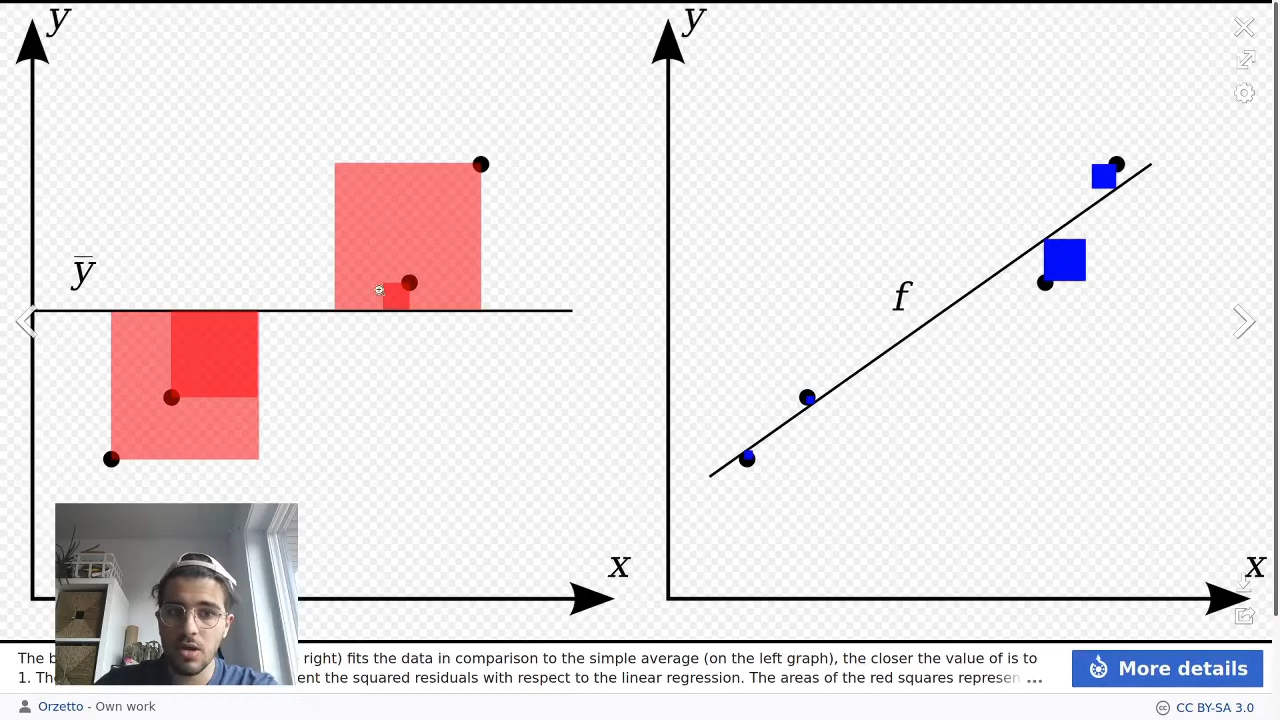 y
y
ȳ
f
x
x
The b
right) fits the data in comparison to the simple average (on the left graph), the closer the value of is to
1. The
ent the squared residuals with respect to the linear regression. The areas of the red squares represen ...
More details
Orzetto - Own work
CC BY-SA 3.0